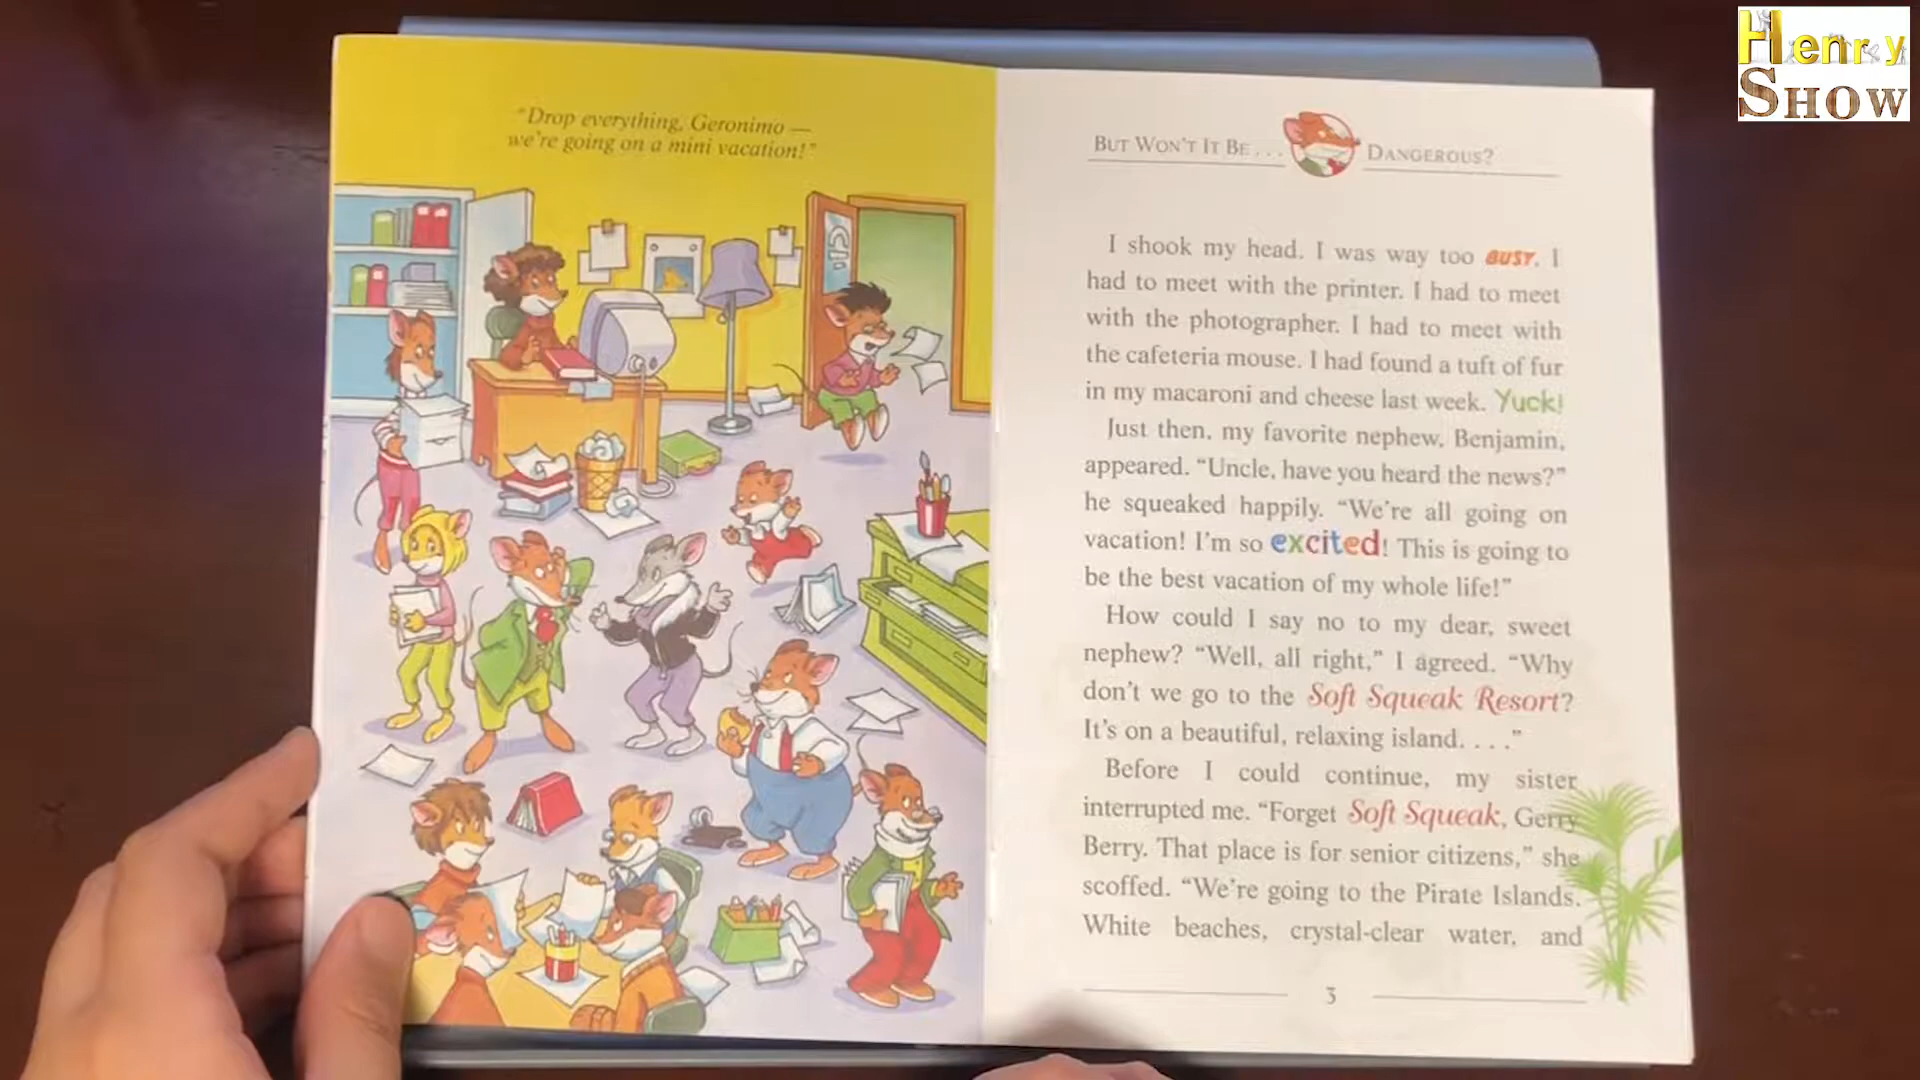 "Drop everything, Geronimo —
we're going on a mini vacation!"
BUT WON'T IT BE . . . DANGEROUS?
I shook my head. I was way too BUSY. I
had to meet with the printer. I had to meet
with the photographer. I had to meet with
the cafeteria mouse. I had found a tuft of fur
in my macaroni and cheese last week. Yuck!
Just then, my favorite nephew, Benjamin,
appeared. "Uncle, have you heard the news?"
he squeaked happily. "We're all going on
vacation! I'm so excited! This is going to
be the best vacation of my whole life!"
How could I say no to my dear, sweet
nephew? "Well, all right," I agreed. "Why
don't we go to the Soft Squeak Resort?
It's on a beautiful, relaxing island. . . ."
Before I could continue, my sister
interrupted me. "Forget Soft Squeak, Gerry
Berry. That place is for senior citizens," she
scoffed. "We're going to the Pirate Islands.
White beaches, crystal-clear water, and
3
Henry
SHOW